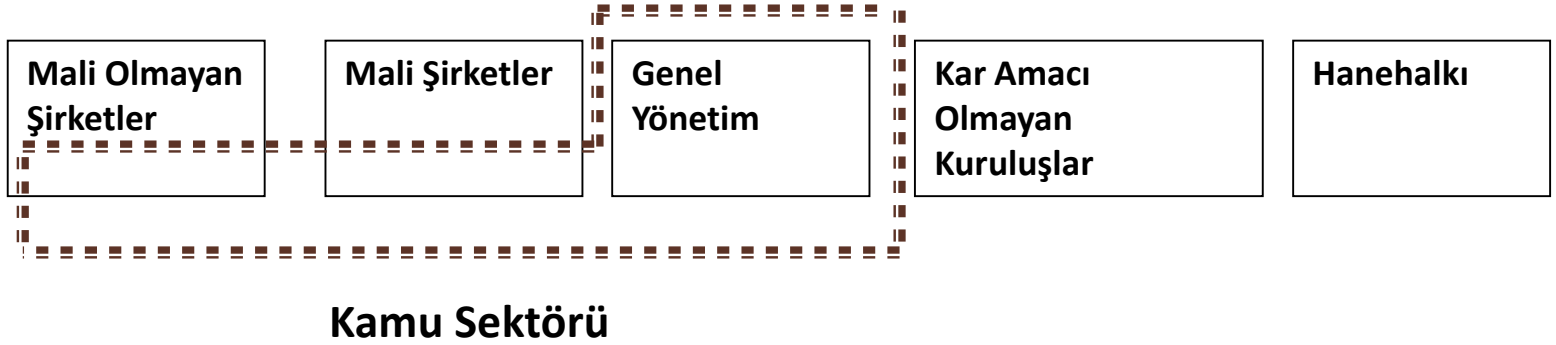 Mali Olmayan
Şirketler
Mali Şirketler
Genel
Yönetim
Kar Amacı
Olmayan
Kuruluşlar
Hanehalkı
Kamu Sektörü